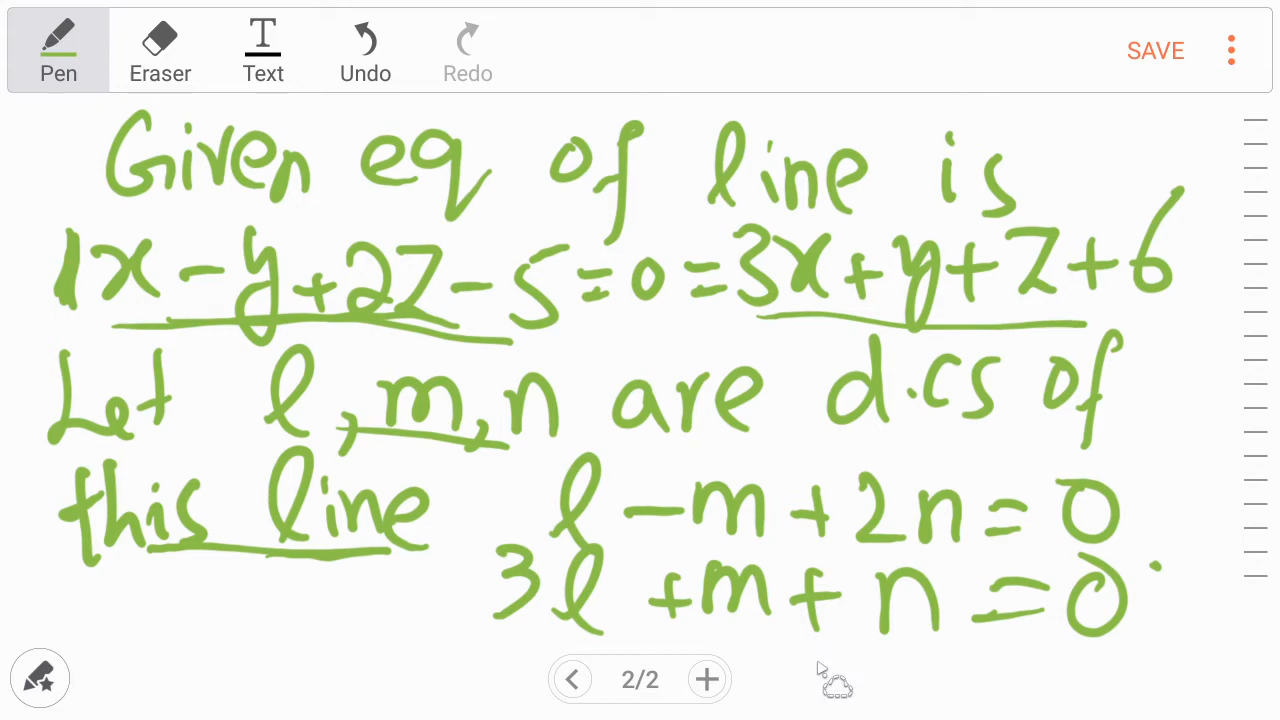 Pen Eraser Text Undo Redo SAVE
Given eq of line is
1x - y + 2z - 5 = 0 = 3x + y + z + 6
Let l, m, n are d.cs of
this line l - m + 2n = 0
3l + m + n = 0.
2/2